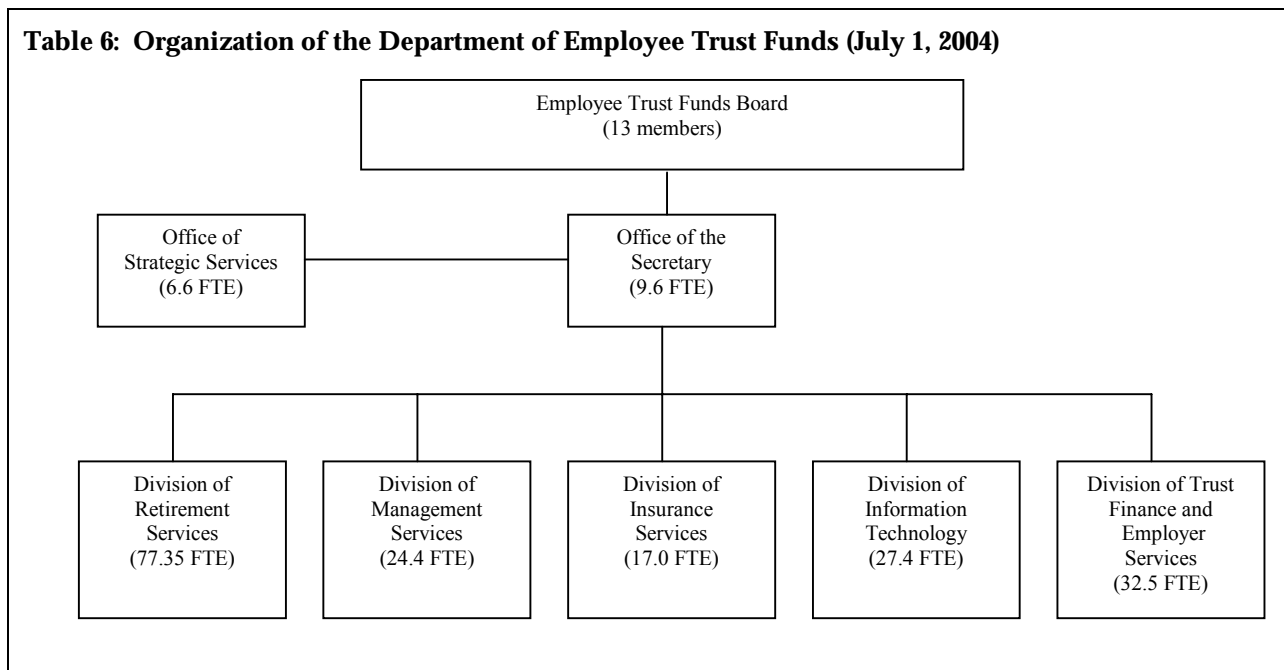 Table 6: Organization of the Department of Employee Trust Funds (July 1, 2004)
Employee Trust Funds Board
(13 members)
Office of
Strategic Services
(6.6 FTE)
Office of the
Secretary
(9.6 FTE)
Division of
Retirement
Services
(77.35 FTE)
Division of
Management
Services
(24.4 FTE)
Division of
Insurance
Services
(17.0 FTE)
Division of
Information
Technology
(27.4 FTE)
Division of Trust
Finance and
Employer
Services
(32.5 FTE)